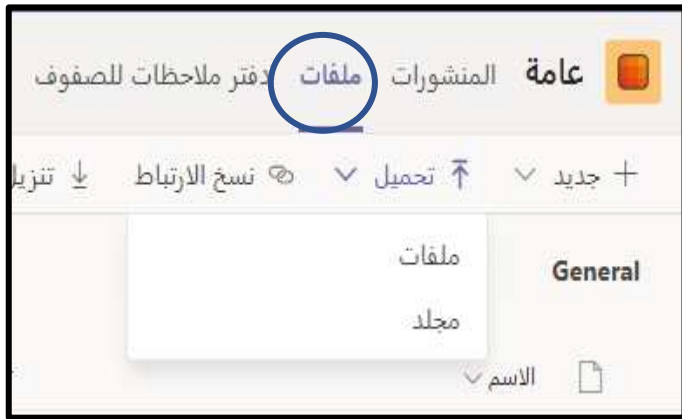 عامة المنشورات ملفات دفتر ملاحظات للصفوف
جديد تحميل نسخ الارتباط تنزيل
ملفات
General
مجلد
الاسم